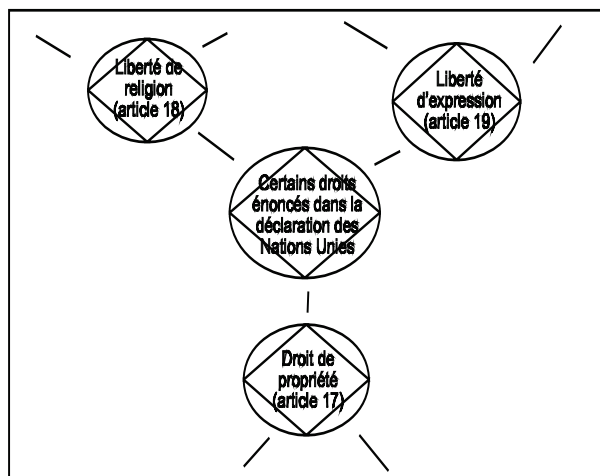 Liberté de
religion
(article 18)
Liberté
d'expression
(article 19)
Certains droits
énoncés dans la
déclaration des
Nations Unies
Droit de
propriété
(article 17)